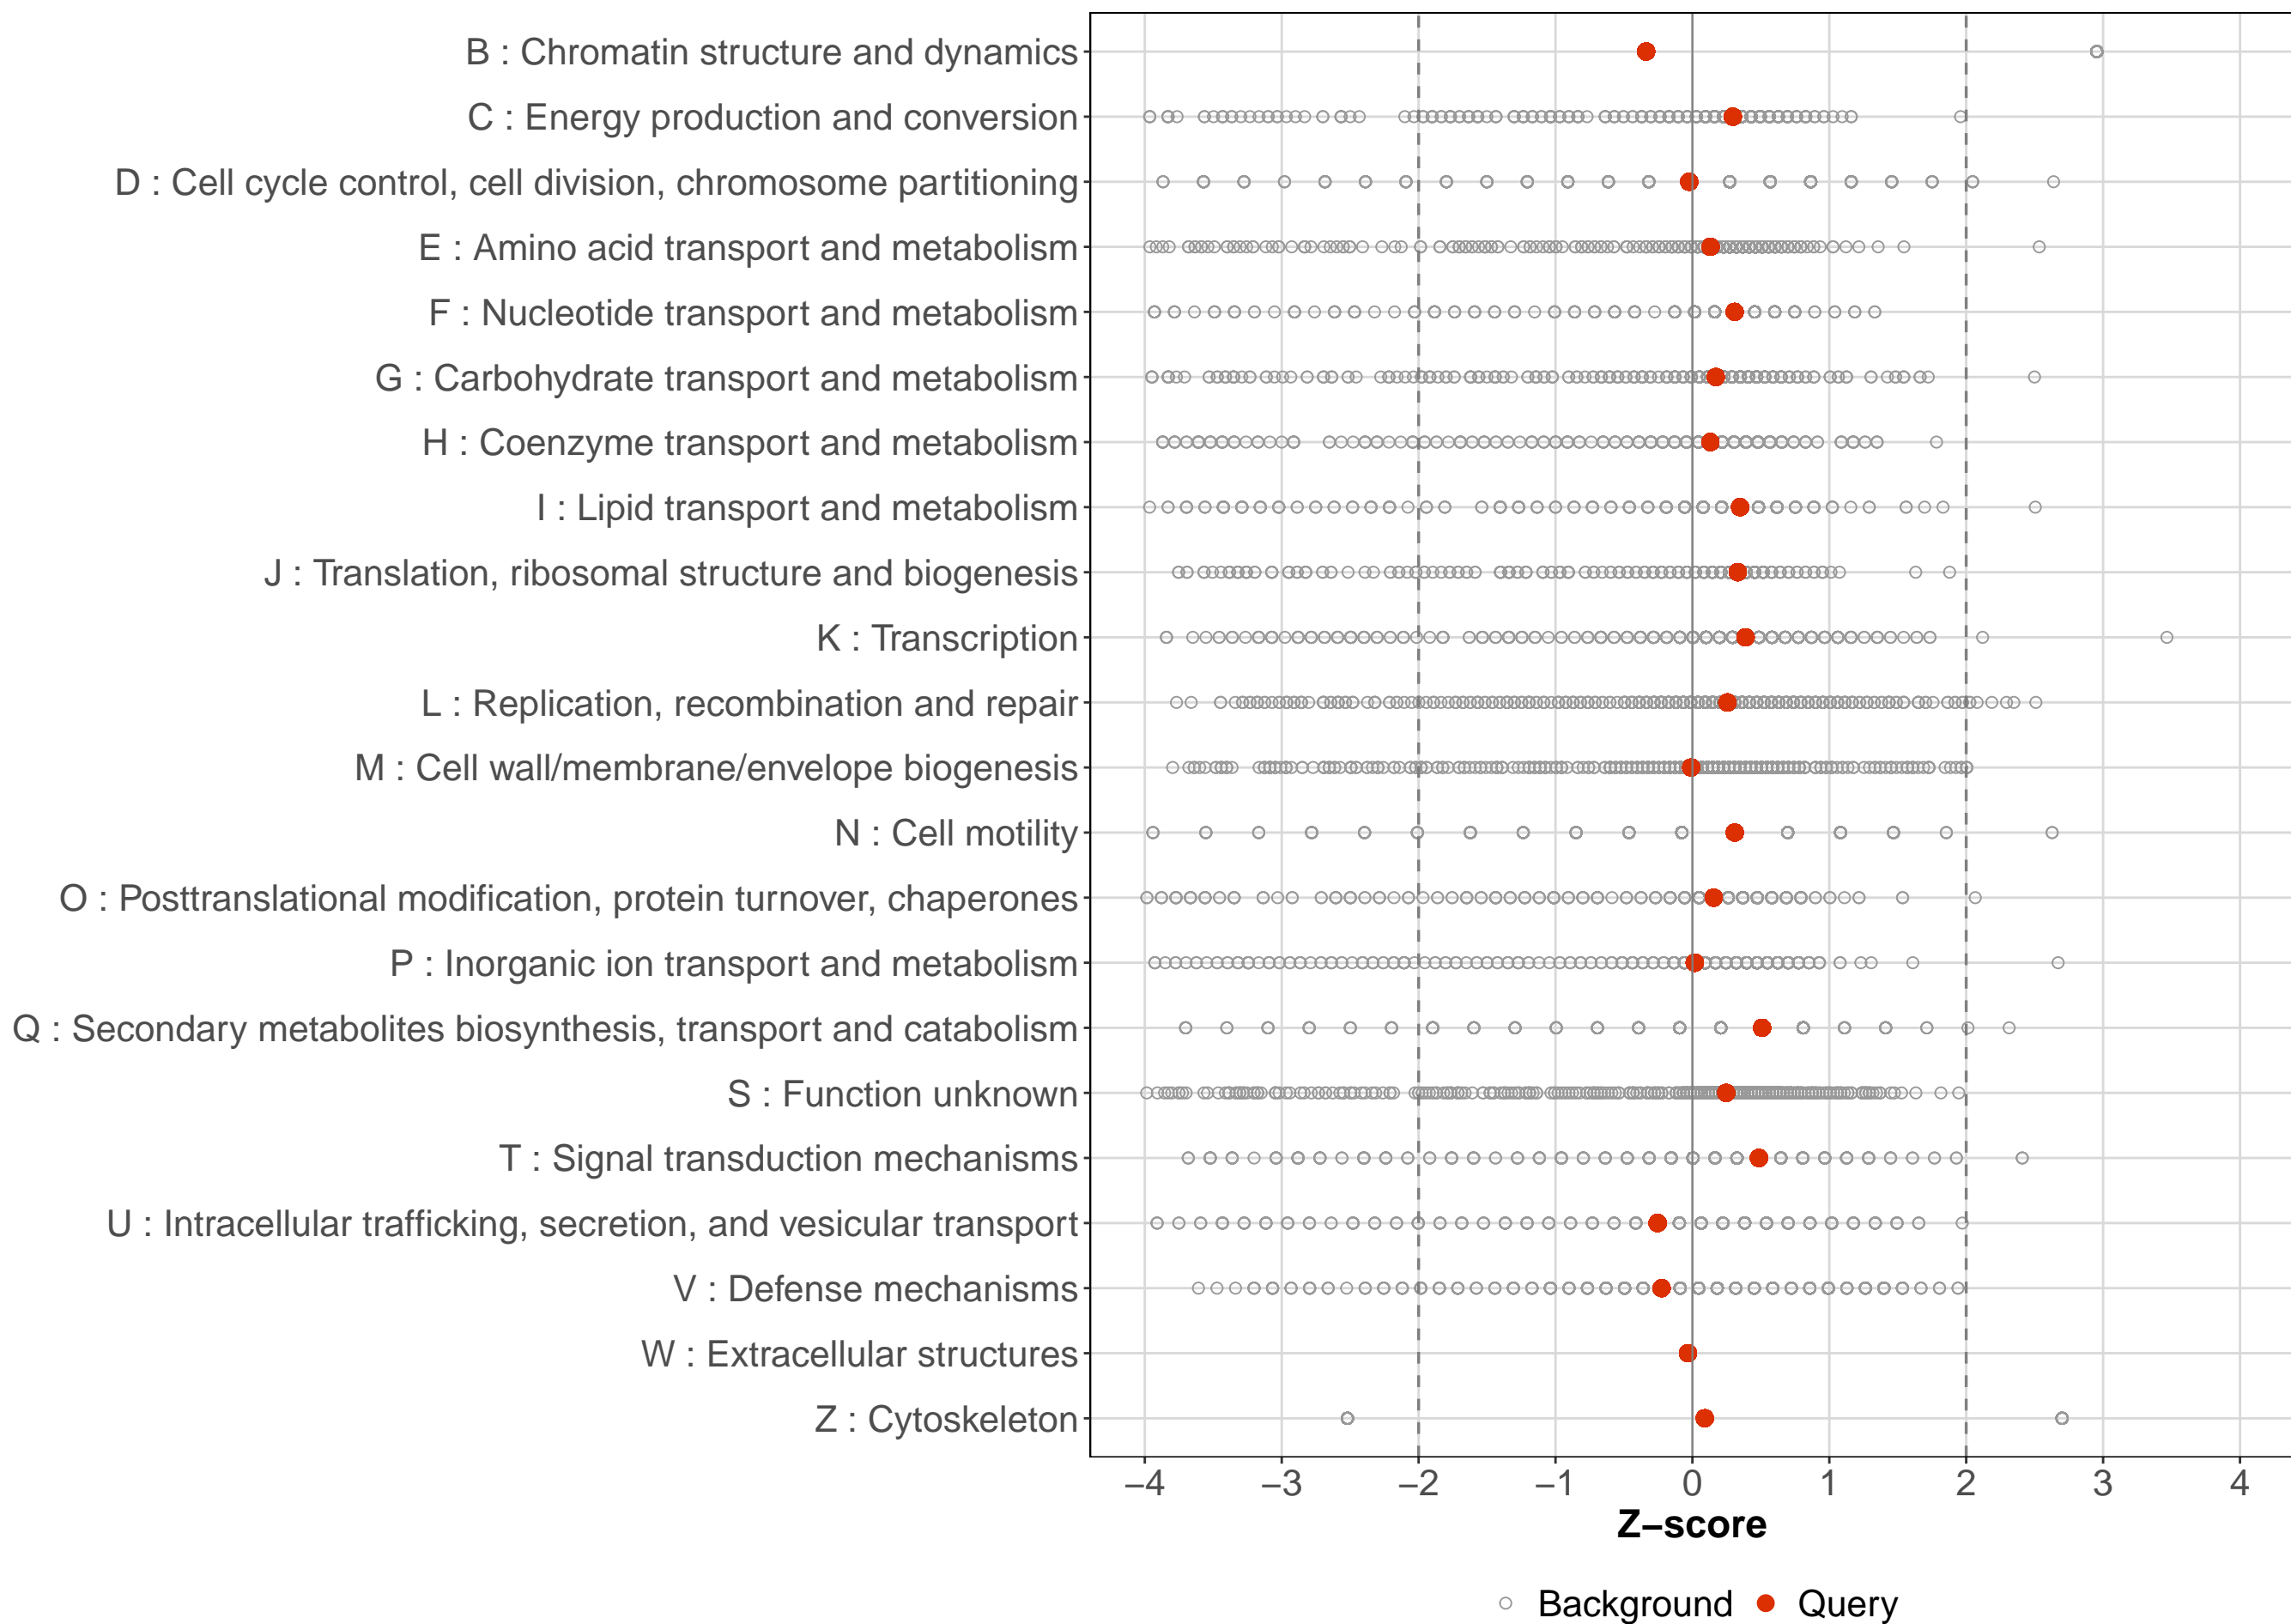 B : Chromatin structure and dynamics
C : Energy production and conversion
D : Cell cycle control, cell division, chromosome partitioning
E : Amino acid transport and metabolism
F : Nucleotide transport and metabolism
G : Carbohydrate transport and metabolism
H : Coenzyme transport and metabolism
I : Lipid transport and metabolism
J : Translation, ribosomal structure and biogenesis
K : Transcription
L : Replication, recombination and repair
M : Cell wall/membrane/envelope biogenesis
N : Cell motility
O : Posttranslational modification, protein turnover, chaperones
P : Inorganic ion transport and metabolism
Q : Secondary metabolites biosynthesis, transport and catabolism
S : Function unknown
T : Signal transduction mechanisms
U : Intracellular trafficking, secretion, and vesicular transport
V : Defense mechanisms
W : Extracellular structures
Z : Cytoskeleton
−4 −3 −2 −1 0 1 2 3 4
Z−score
Background Query